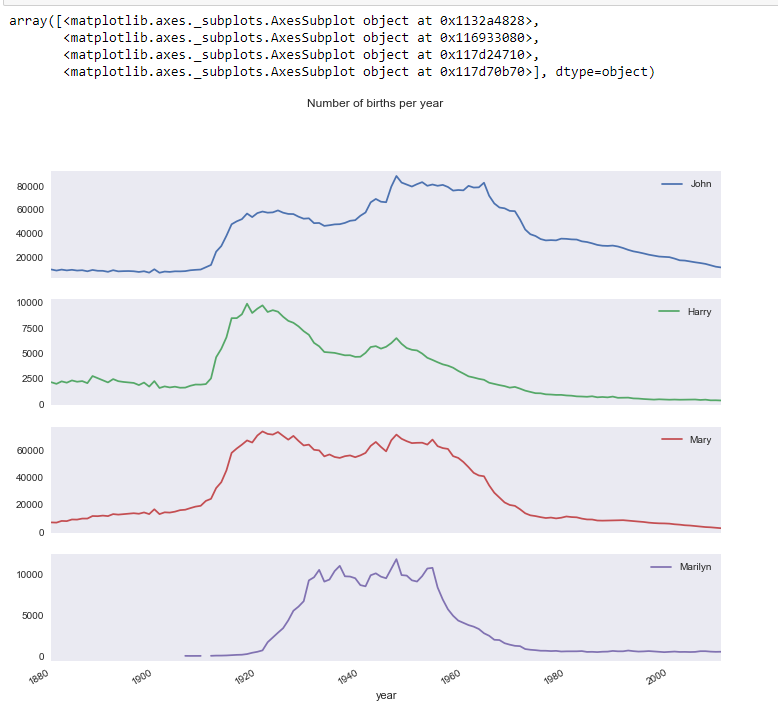 array([<matplotlib.axes._subplots.AxesSubplot object at 0x1132a4828>,
<matplotlib.axes._subplots.AxesSubplot object at 0x116933080>,
<matplotlib.axes._subplots.AxesSubplot object at 0x117d24710>,
<matplotlib.axes._subplots.AxesSubplot object at 0x117d70b70>], dtype=object)
Number of births per year
John
80000
60000
40000
20000
Harry
10000
7500
5000
2500
0
Mary
60000
40000
20000
0
Marilyn
10000
5000
0
1880 1900 1920 1940 1960 1980 2000
year